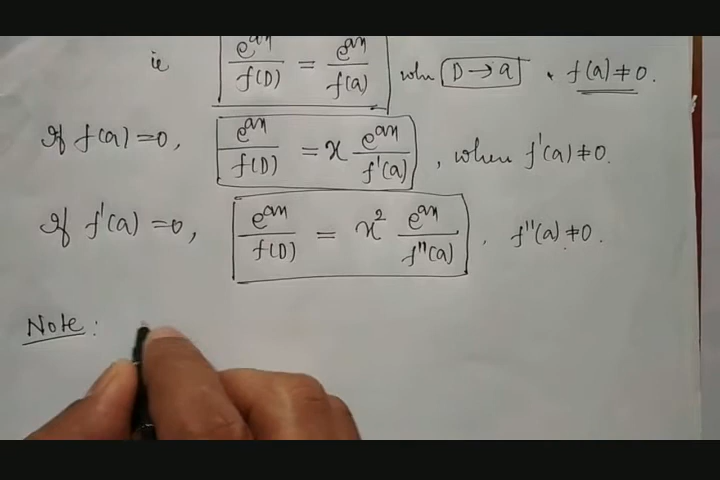 ie e^{ax}/f(D) = e^{ax}/f(a) when D → a & f(a) ≠ 0.
If f(a) = 0, e^{ax}/f(D) = x e^{ax}/f'(a), when f'(a) ≠ 0.
If f'(a) = 0, e^{ax}/f(D) = x² e^{ax}/f''(a), f''(a) ≠ 0.
Note: